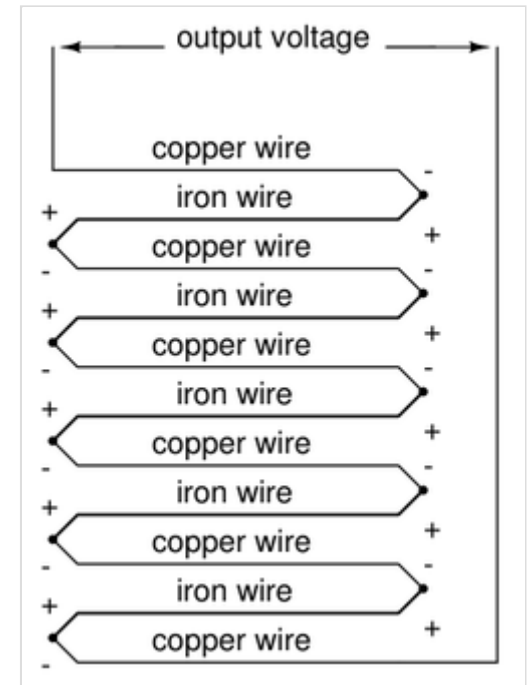 output voltage
copper wire
-
iron wire
+
copper wire
+
-
-
iron wire
+
copper wire
+
-
-
iron wire
+
copper wire
+
-
-
iron wire
+
copper wire
+
-
-
iron wire
+
copper wire
+
-